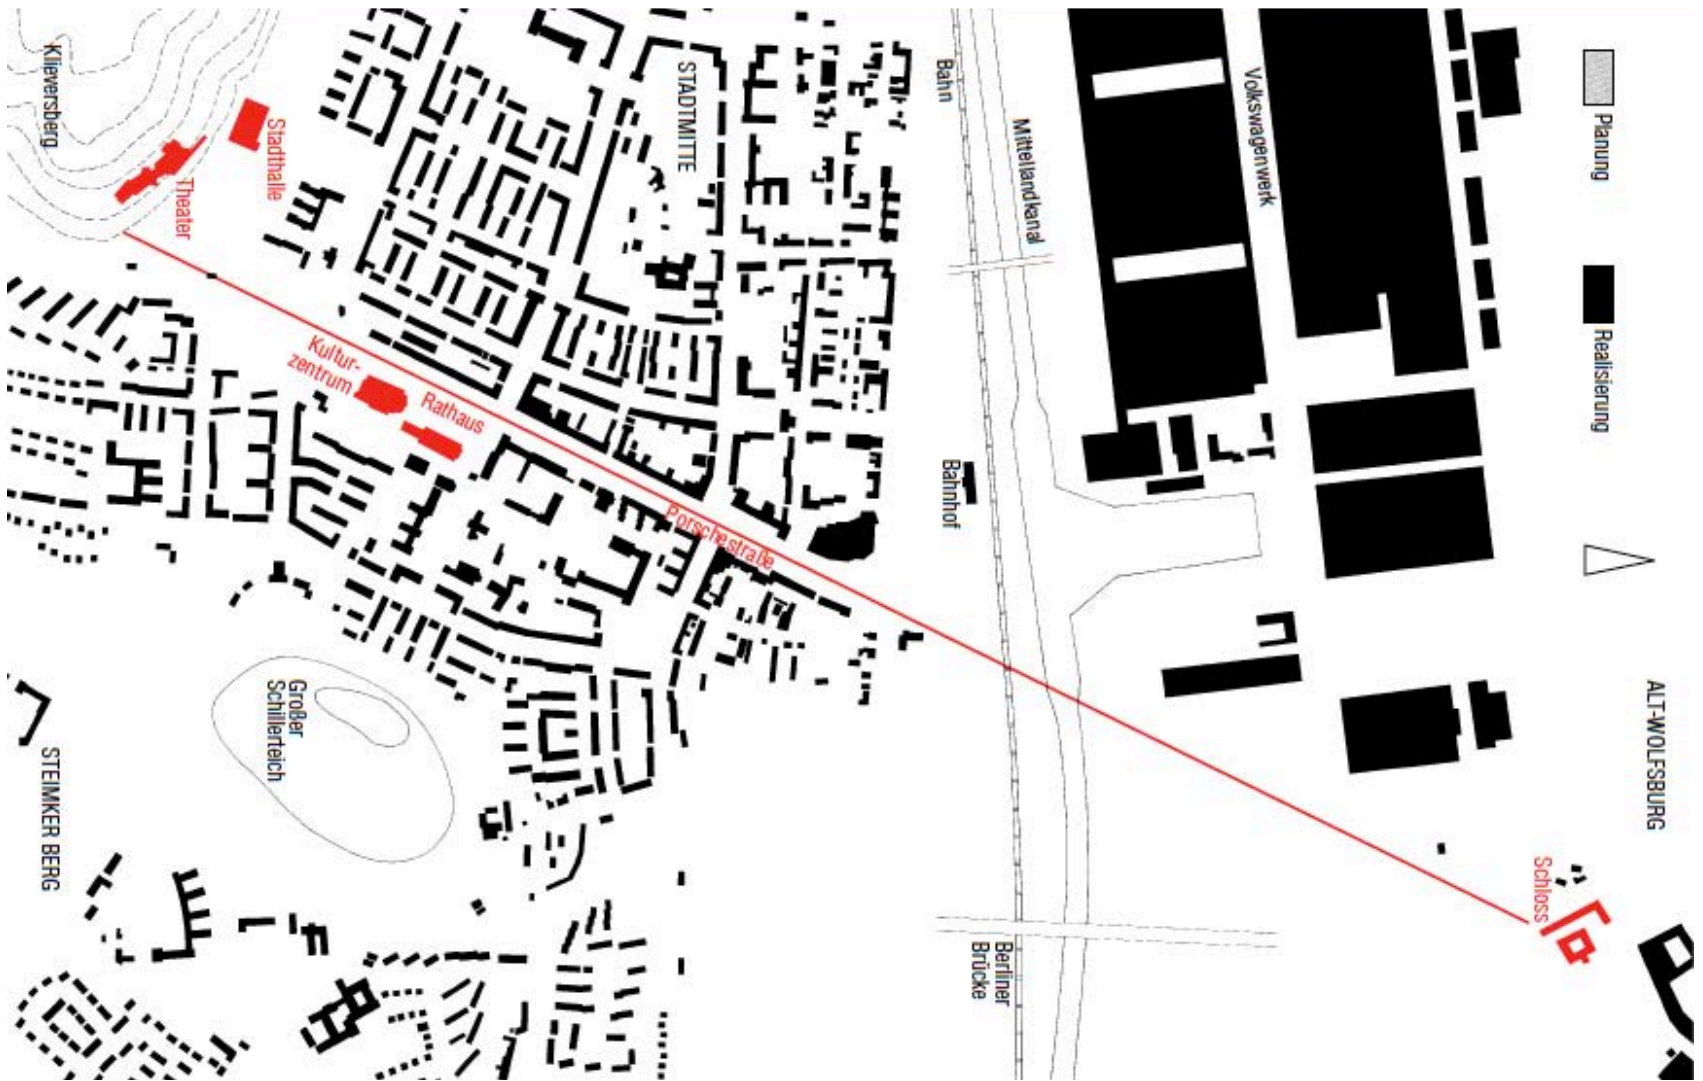 Planung
Realisierung
ALT-WOLFSBURG
Schloss
Volkswagenwerk
Mittellandkanal
Bahn
Bahnhof
Berliner
Brücke
STADTMITTE
Porschestraße
Rathaus
Kultur-
zentrum
Stadthalle
Theater
Klieversberg
Großer
Schillerteich
STEIMKER BERG